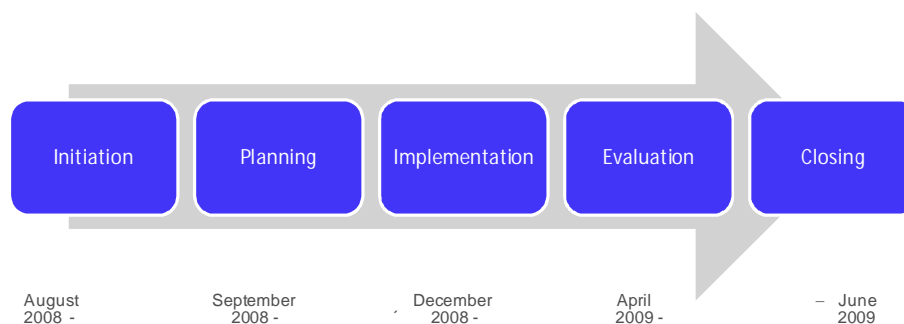 Initiation
Planning
Implementation
Evaluation
Closing
August
2008 -
September
2008 -
December
2008 -
April
2009 -
– June
2009